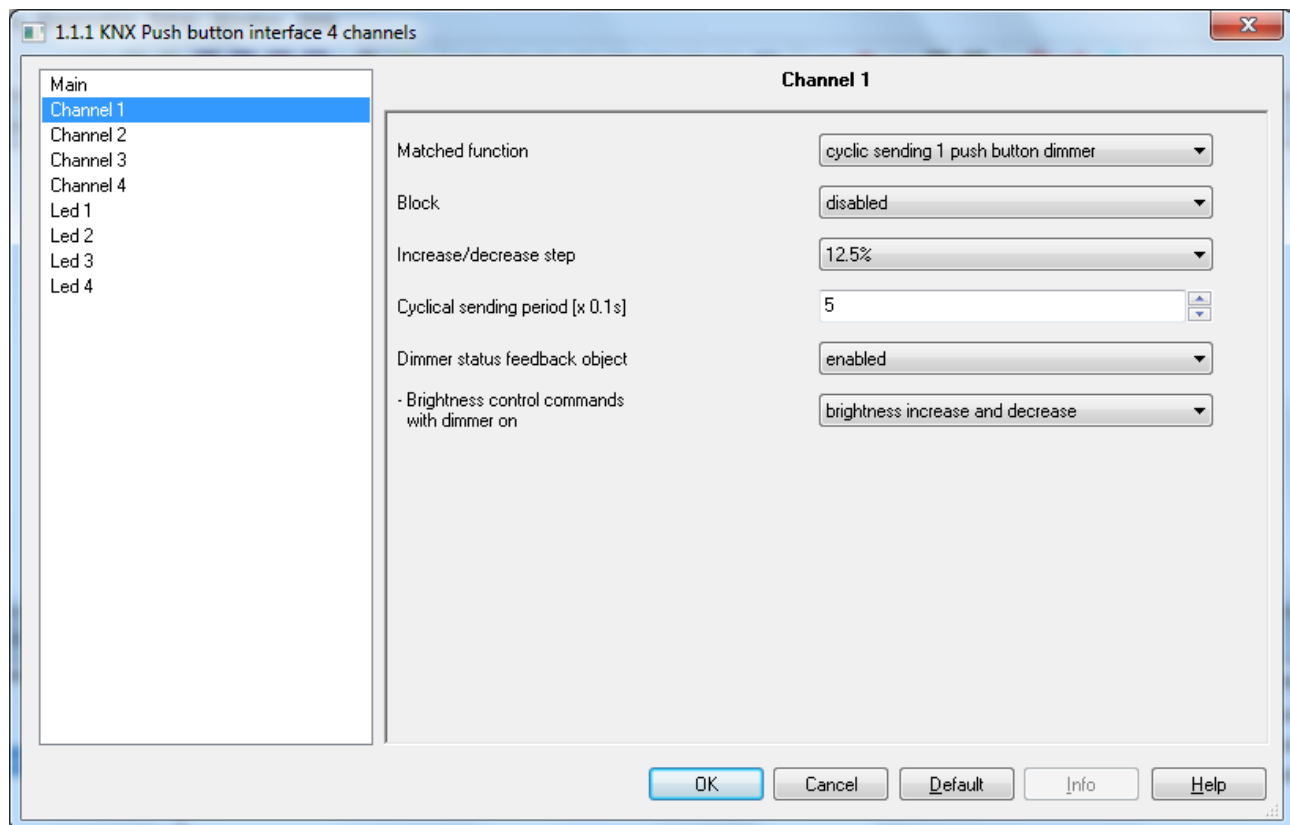 1.1.1 KNX Push button interface 4 channels
Main
Channel 1
Channel 2
Channel 3
Channel 4
Led 1
Led 2
Led 3
Led 4
Channel 1
Matched function
cyclic sending 1 push button dimmer
Block
disabled
Increase/decrease step
12.5%
Cyclical sending period [x 0.1s]
5
Dimmer status feedback object
enabled
- Brightness control commands
with dimmer on
brightness increase and decrease
OK
Cancel
Default
Info
Help